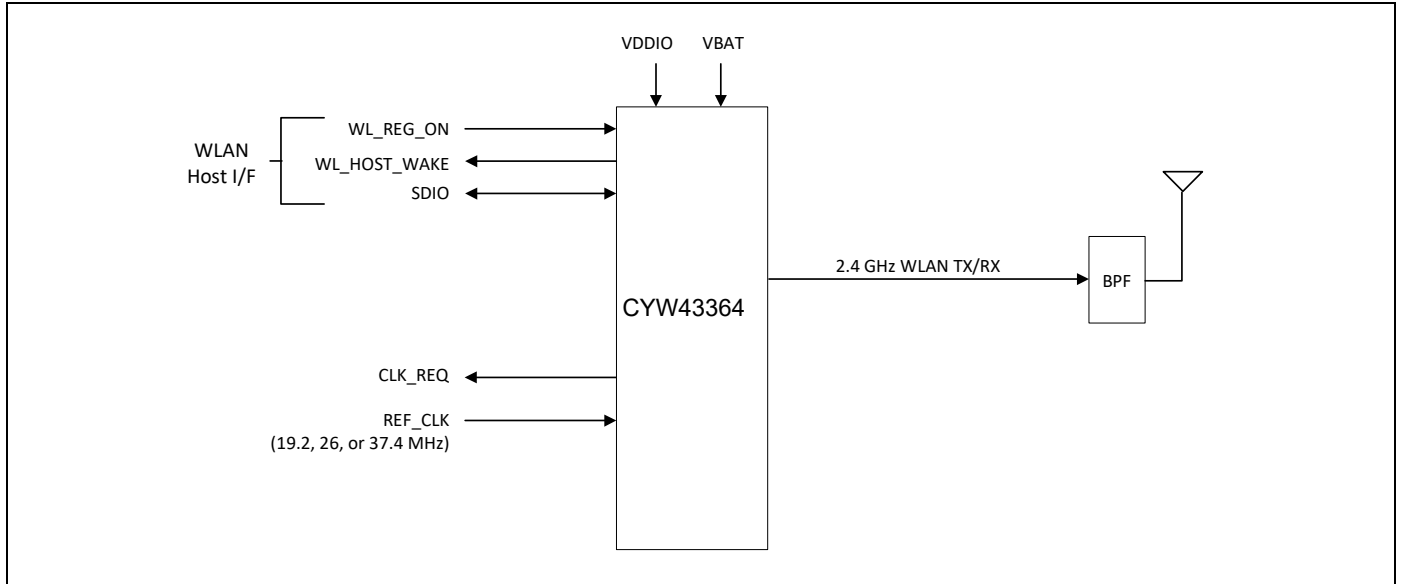 VDDIO VBAT
WLAN
Host I/F
WL_REG_ON
WL_HOST_WAKE
SDIO
CLK_REQ
REF_CLK
(19.2, 26, or 37.4 MHz)
CYW43364
2.4 GHz WLAN TX/RX
BPF